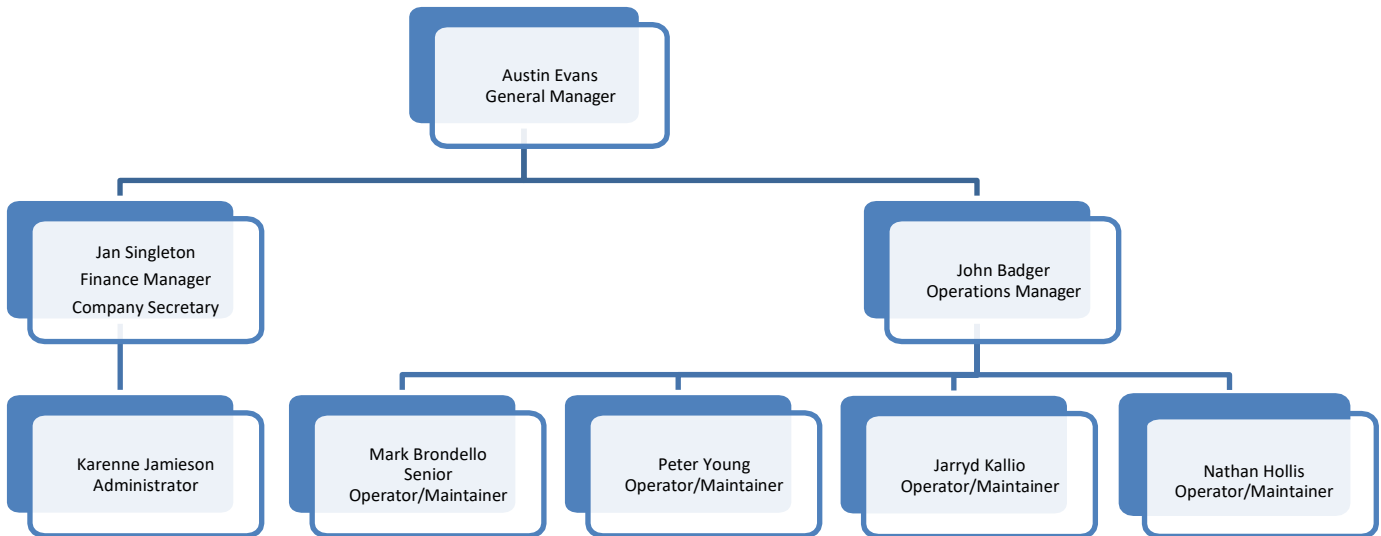 Austin Evans
General Manager
Jan Singleton
Finance Manager
Company Secretary
John Badger
Operations Manager
Karenne Jamieson
Administrator
Mark Brondello
Senior
Operator/Maintainer
Peter Young
Operator/Maintainer
Jarryd Kallio
Operator/Maintainer
Nathan Hollis
Operator/Maintainer